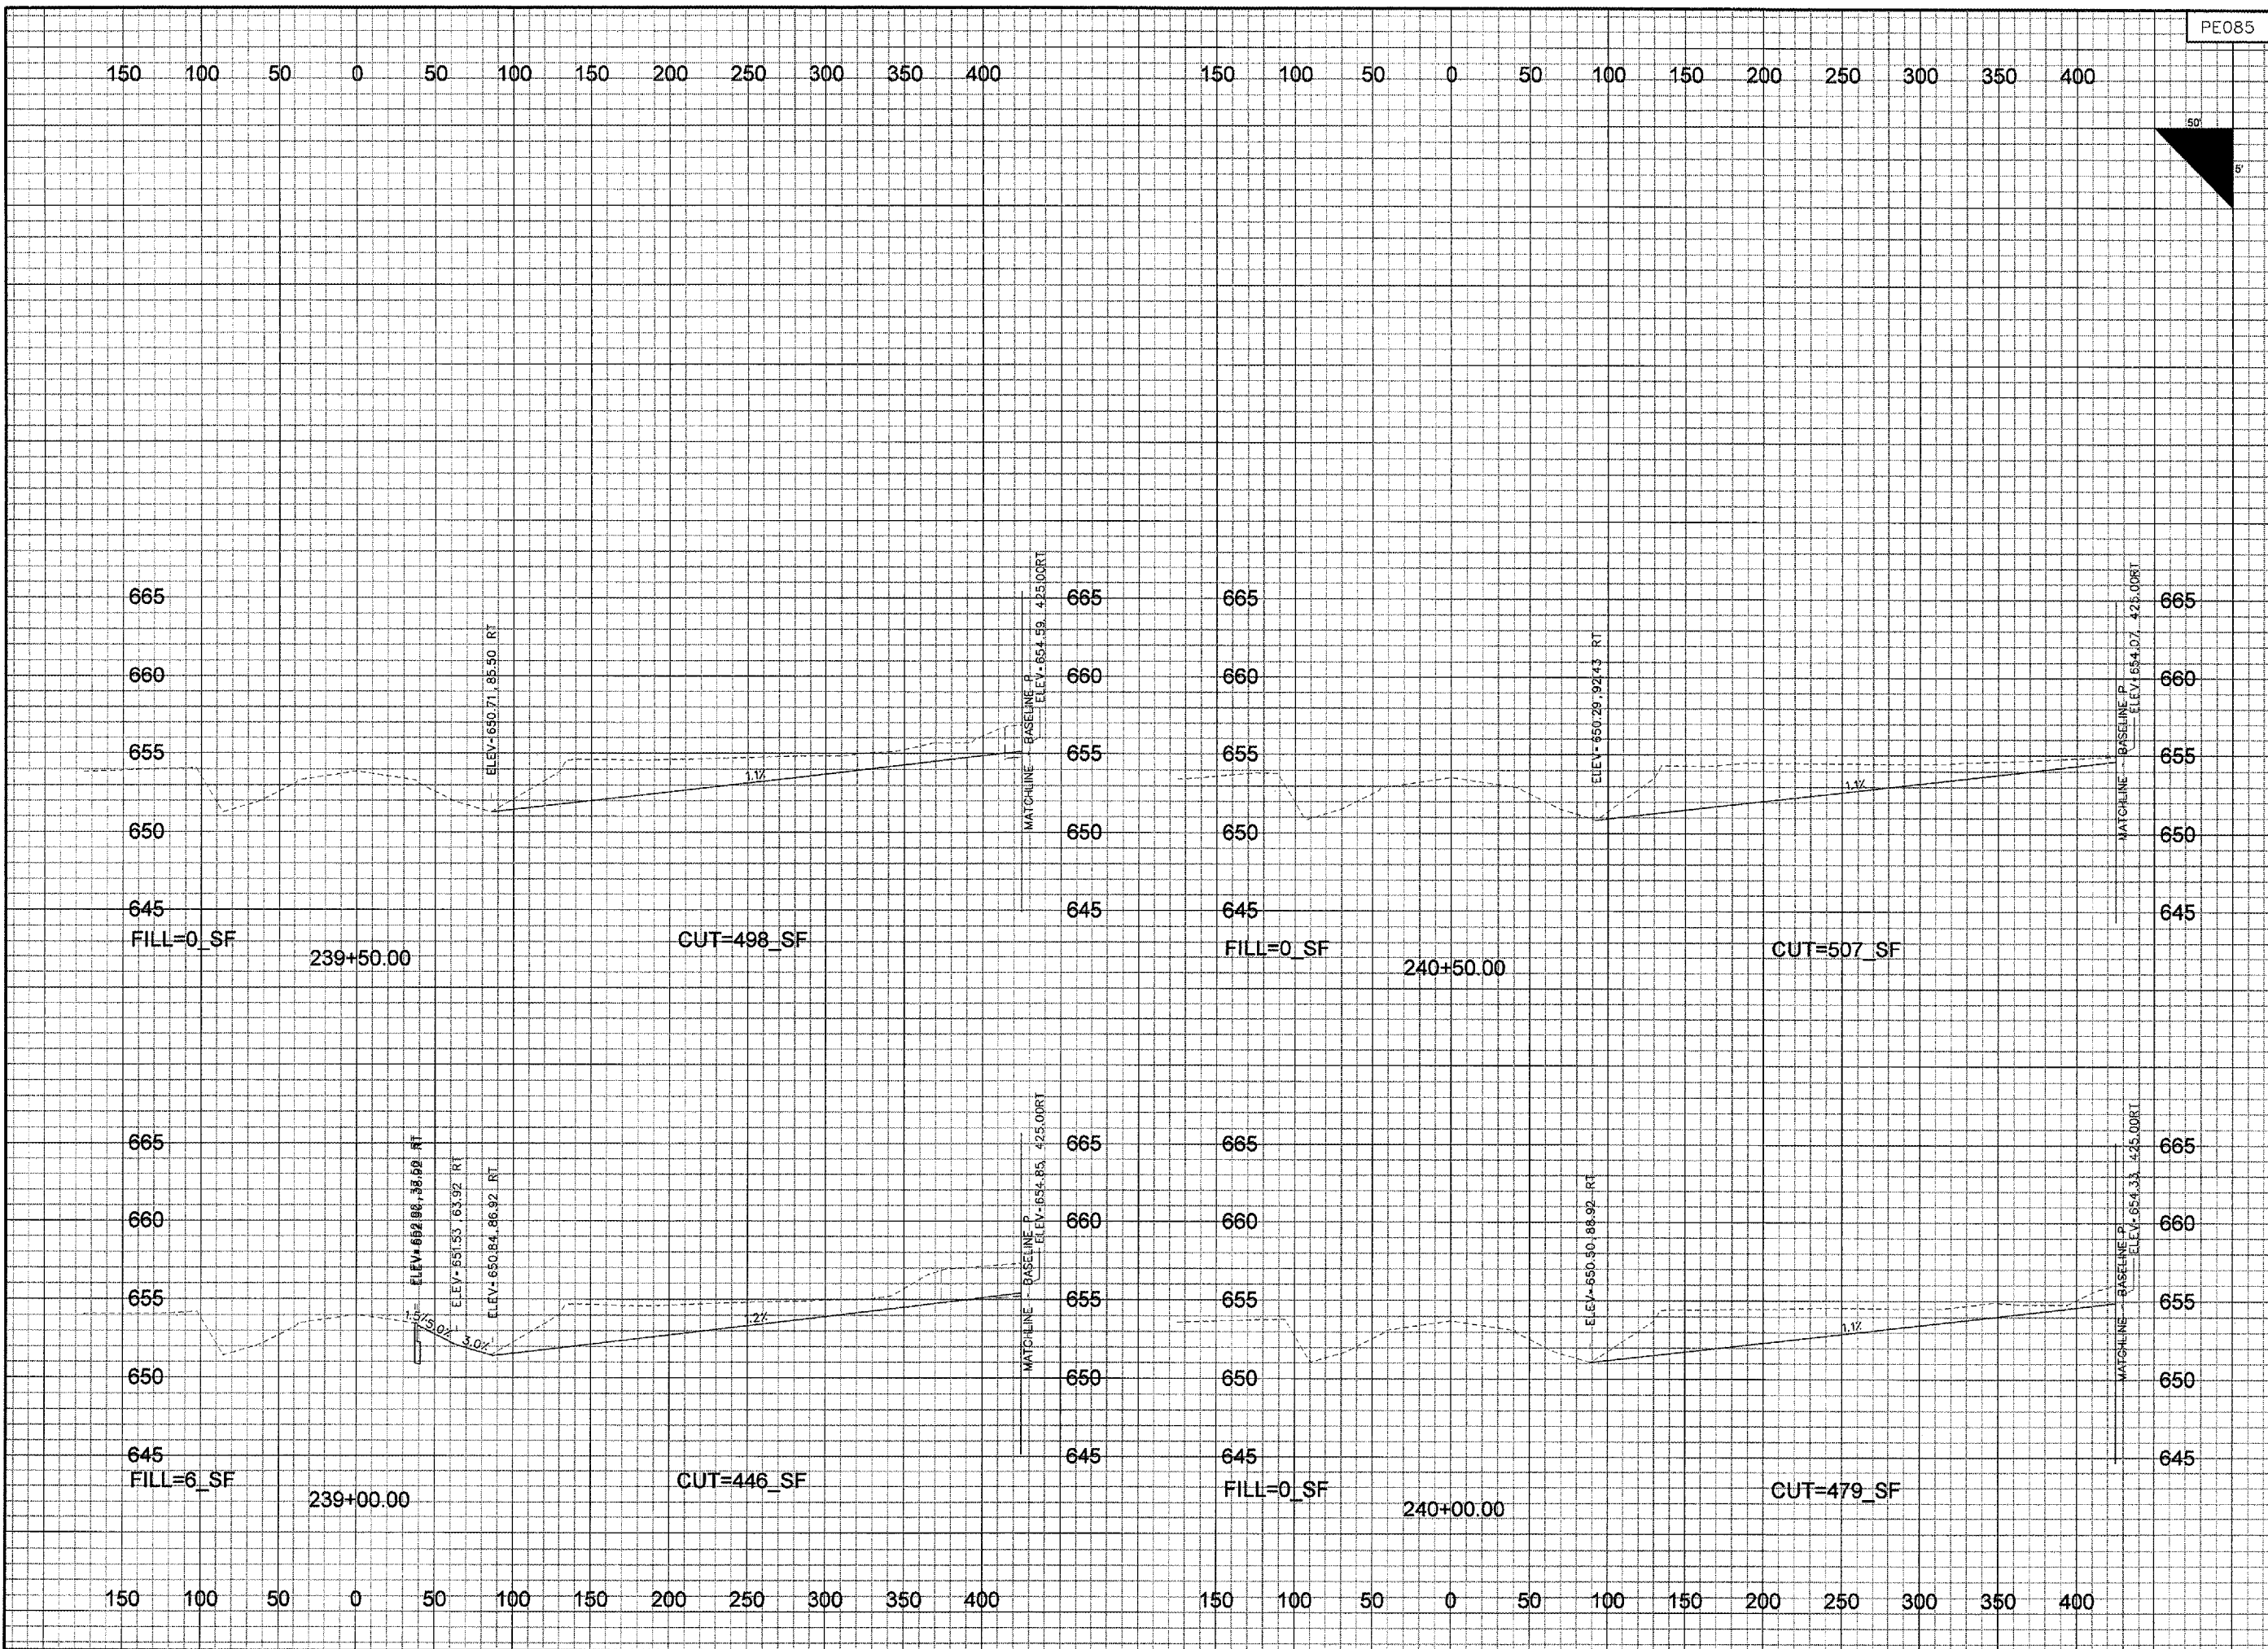 PE085
150 100 50 0 50 100 150 200 250 300 350 400
150 100 50 0 50 100 150 200 250 300 350 400
50'
5'
665
660
655
650
645
ELEV=650.71, 85.50 RT
1.1%
MATCHLINE - BASELINE P
ELEV=654.59, 425.00RT
665
660
655
650
645
FILL=0_SF
CUT=498_SF
239+50.00
665
660
655
650
645
ELEV=650.29, 92.43 RT
1.1%
MATCHLINE - BASELINE P
ELEV=654.07, 425.00RT
665
660
655
650
645
FILL=0_SF
CUT=507_SF
240+50.00
665
660
655
650
645
ELEV=651.53, 63.92 RT
ELEV=650.84, 86.92 RT
5.0%
3.0%
1.2%
MATCHLINE - BASELINE P
ELEV=654.85, 425.00RT
665
660
655
650
645
FILL=6_SF
CUT=446_SF
239+00.00
665
660
655
650
645
ELEV=650.50, 88.92 RT
1.1%
MATCHLINE - BASELINE P
ELEV=654.33, 425.00RT
665
660
655
650
645
FILL=0_SF
CUT=479_SF
240+00.00
150 100 50 0 50 100 150 200 250 300 350 400
150 100 50 0 50 100 150 200 250 300 350 400